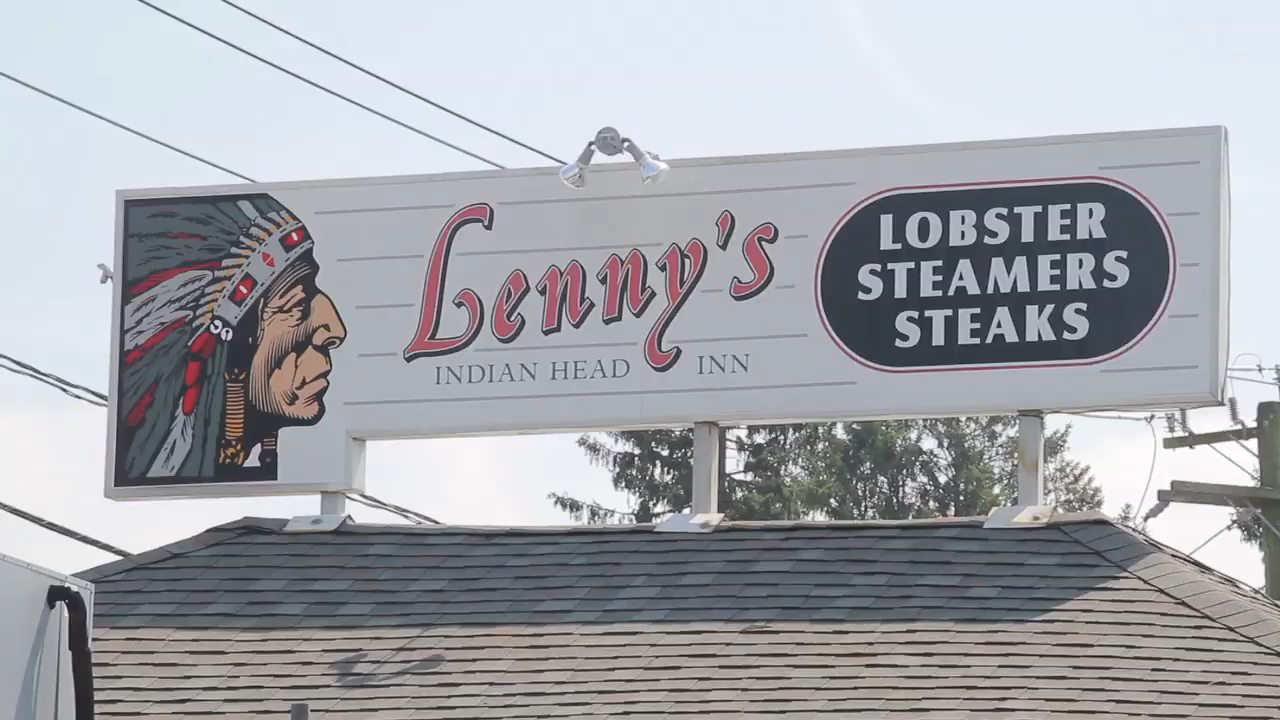 Lenny's
INDIAN HEAD INN
LOBSTER
STEAMERS
STEAKS